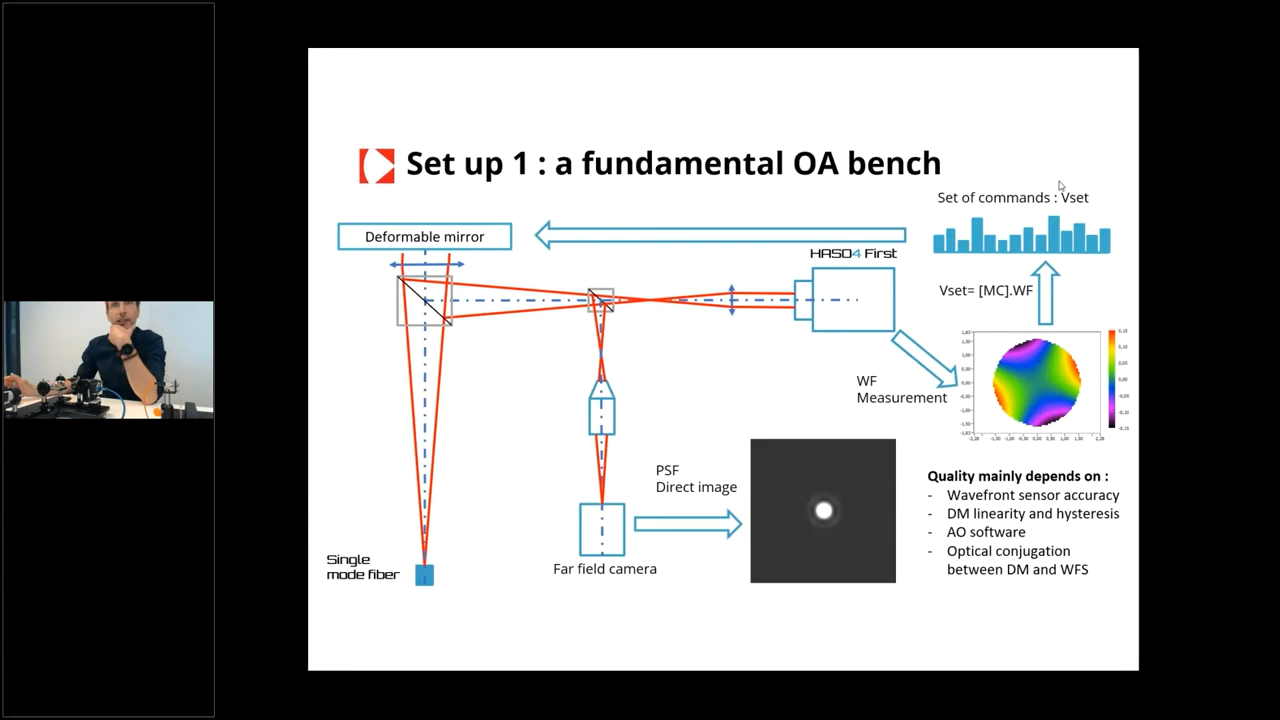 Set up 1 : a fundamental OA bench
Set of commands : Vset
Deformable mirror
HASO4 First
Vset= [MC].WF
WF
Measurement
PSF
Direct image
Single
mode fiber
Far field camera
Quality mainly depends on :
- Wavefront sensor accuracy
- DM linearity and hysteresis
- AO software
- Optical conjugation
between DM and WFS